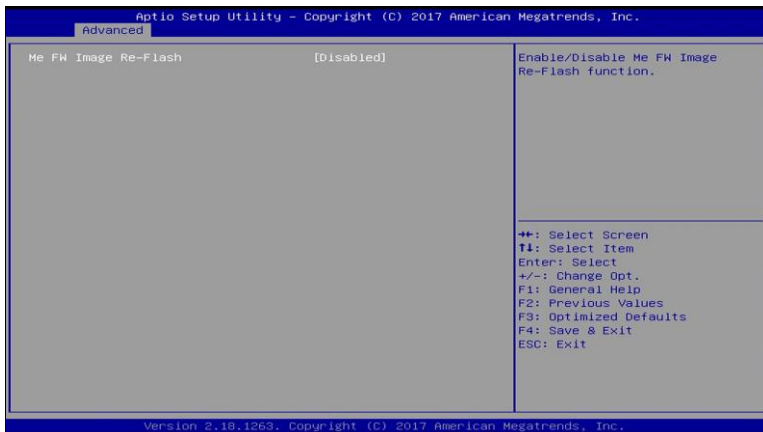 Aptio Setup Utility – Copyright (C) 2017 American Megatrends, Inc.
Advanced
Me FW Image Re-Flash [Disabled]
Enable/Disable Me FW Image
Re-Flash function.
→←: Select Screen
↑↓: Select Item
Enter: Select
+/-: Change Opt.
F1: General Help
F2: Previous Values
F3: Optimized Defaults
F4: Save & Exit
ESC: Exit
Version 2.18.1263. Copyright (C) 2017 American Megatrends, Inc.